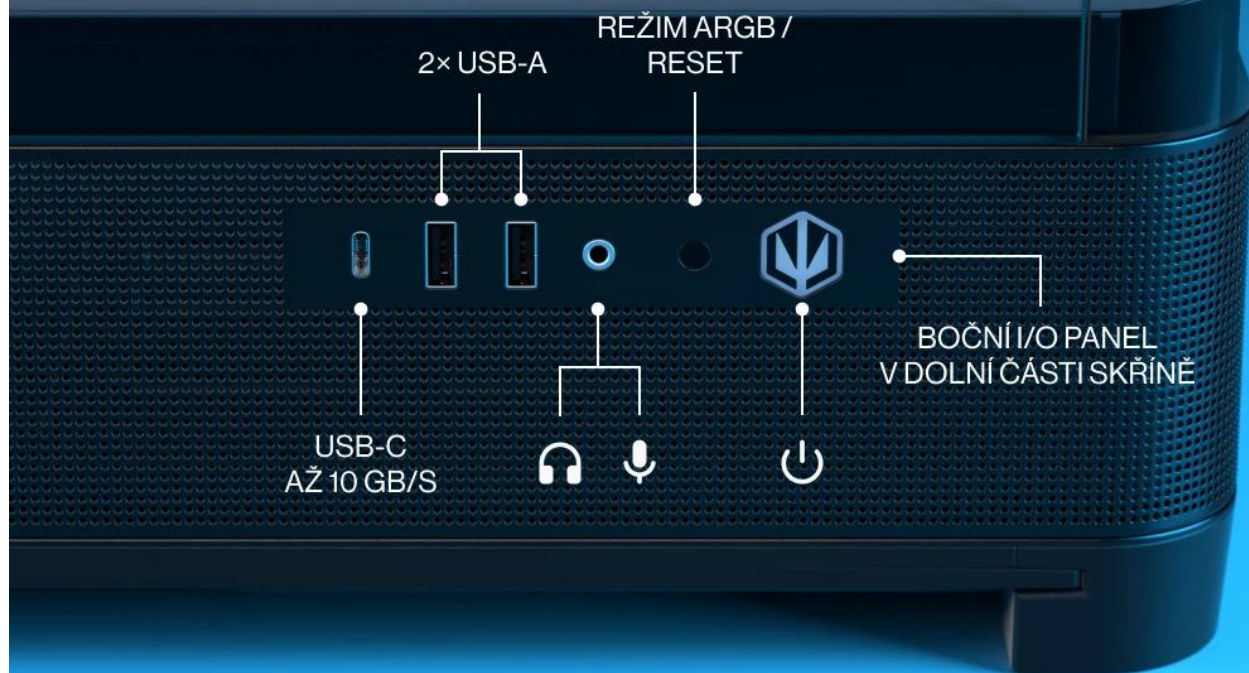 REŽIM ARGB /
RESET
2× USB-A
BOČNÍ I/O PANEL
V DOLNÍ ČÁSTI SKŘÍNĚ
USB-C
AŽ 10 GB/S